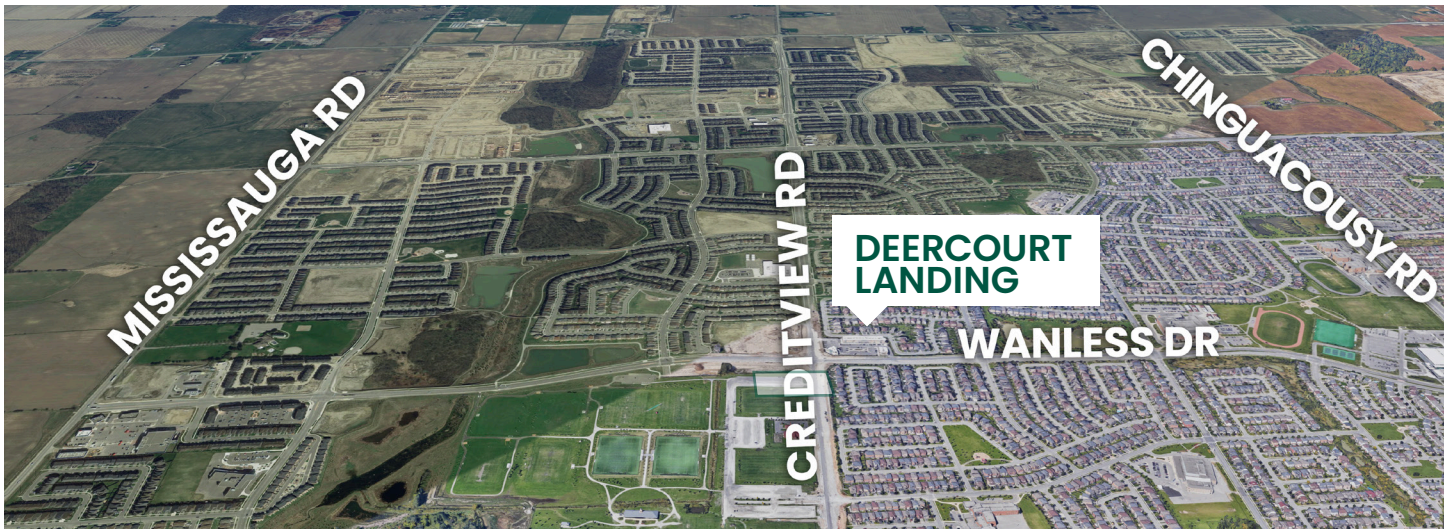 MISSISSAUGA RD
CREDITVIEW RD
CHINGUACOUSY RD
DEERCOURT
LANDING
WANLESS DR